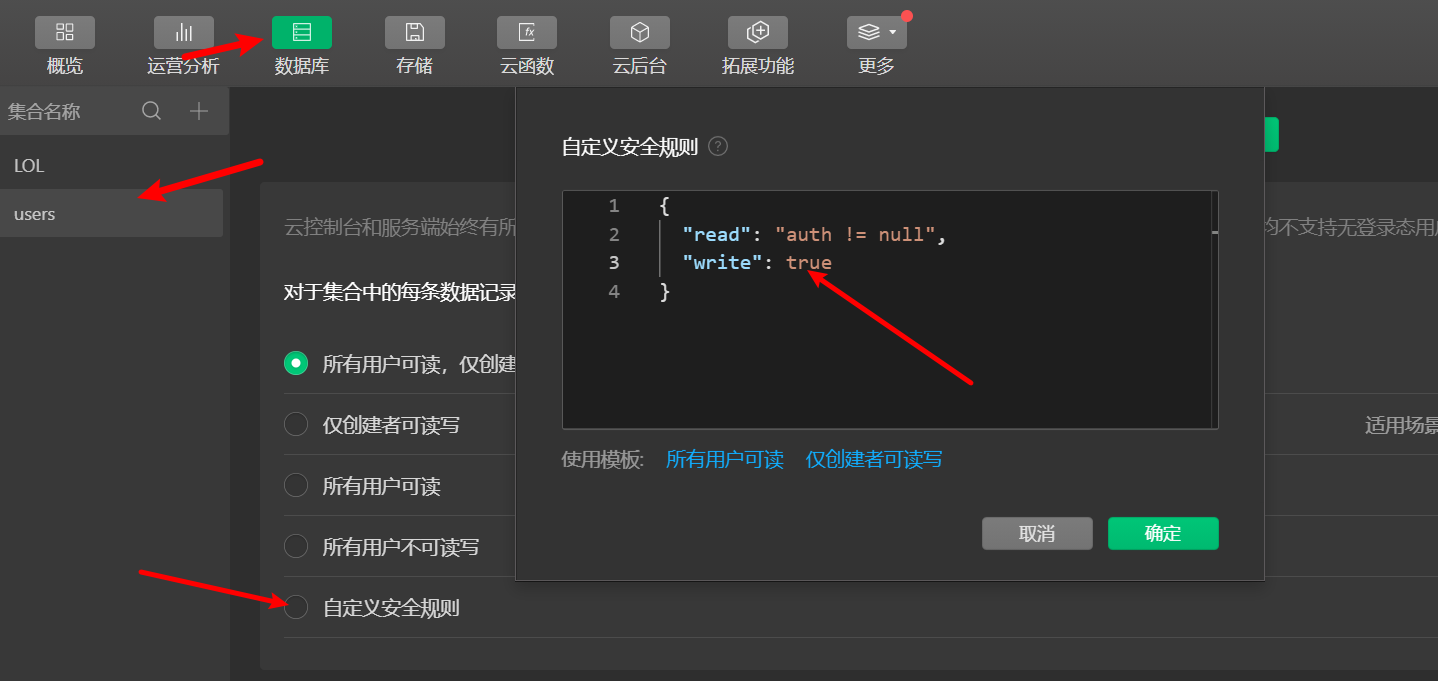 概览 运营分析 数据库 存储 云函数 云后台 拓展功能 更多
集合名称
LOL
users
云控制台和服务端始终有所
均不支持无登录态用
对于集合中的每条数据记录
所有用户可读，仅创建
仅创建者可读写
适用场景
所有用户可读
所有用户不可读写
自定义安全规则
自定义安全规则 ?
1 {
2 "read": "auth != null",
3 "write": true
4 }
使用模板: 所有用户可读 仅创建者可读写
取消 确定